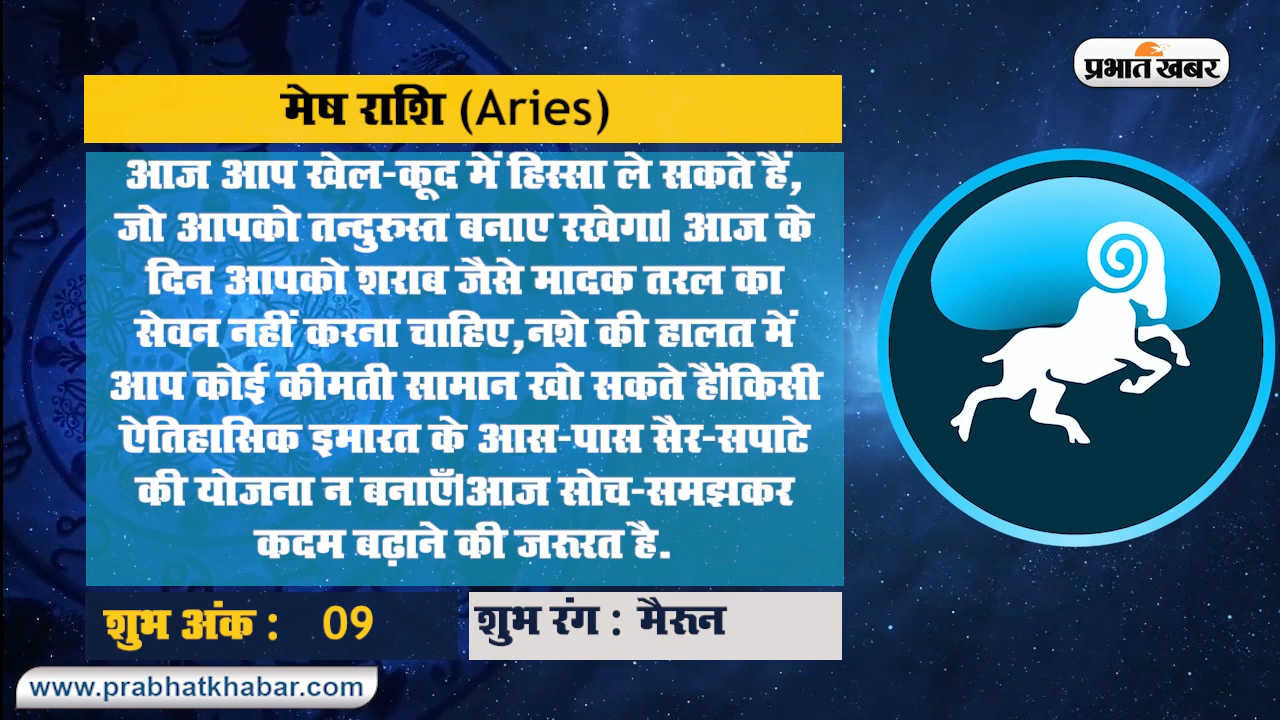 प्रभात खबर
मेष राशि (Aries)
आज आप खेल-कूद में हिस्सा ले सकते हैं,
जो आपको तन्दुरुस्त बनाए रखेगा। आज के
दिन आपको शराब जैसे मादक तरल का
सेवन नहीं करना चाहिए,नशे की हालत में
आप कोई कीमती सामान खो सकते हैं।किसी
ऐतिहासिक इमारत के आस-पास सैर-सपाटे
की योजना न बनाएँ।आज सोच-समझकर
कदम बढ़ाने की जरूरत है.
शुभ अंक : 09
शुभ रंग : मैरून
www.prabhatkhabar.com